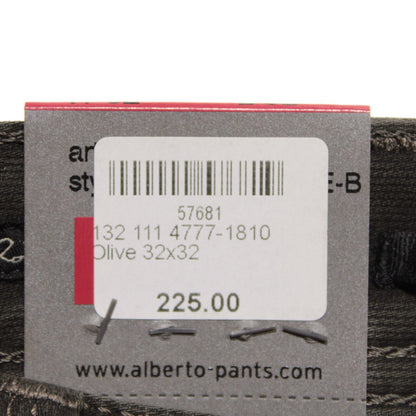 57681
132 111 4777-1810
Olive 32x32
225.00
E-B
www.alberto-pants.com